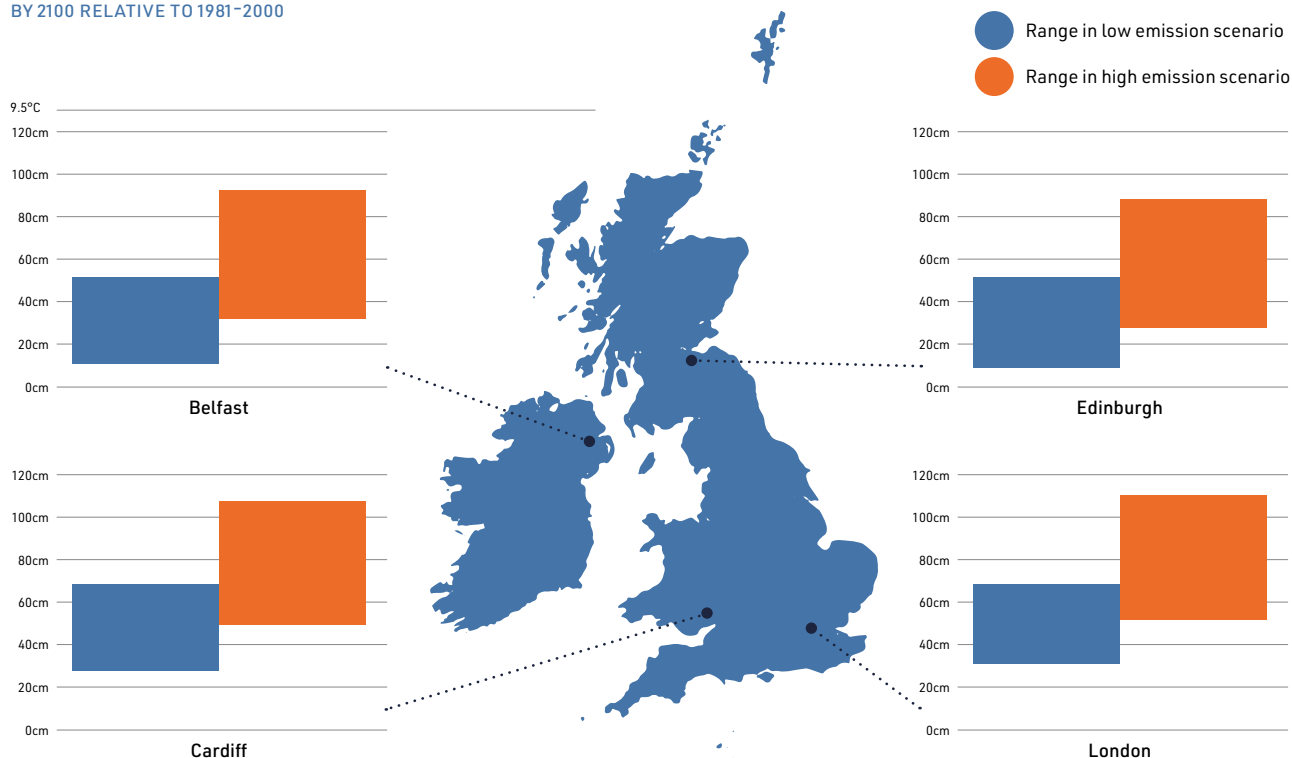 BY 2100 RELATIVE TO 1981-2000
Range in low emission scenario
Range in high emission scenario
9.5°C
120cm
100cm
80cm
60cm
40cm
20cm
0cm
Belfast
120cm
100cm
80cm
60cm
40cm
20cm
0cm
Edinburgh
120cm
100cm
80cm
60cm
40cm
20cm
0cm
Cardiff
120cm
100cm
80cm
60cm
40cm
20cm
0cm
London